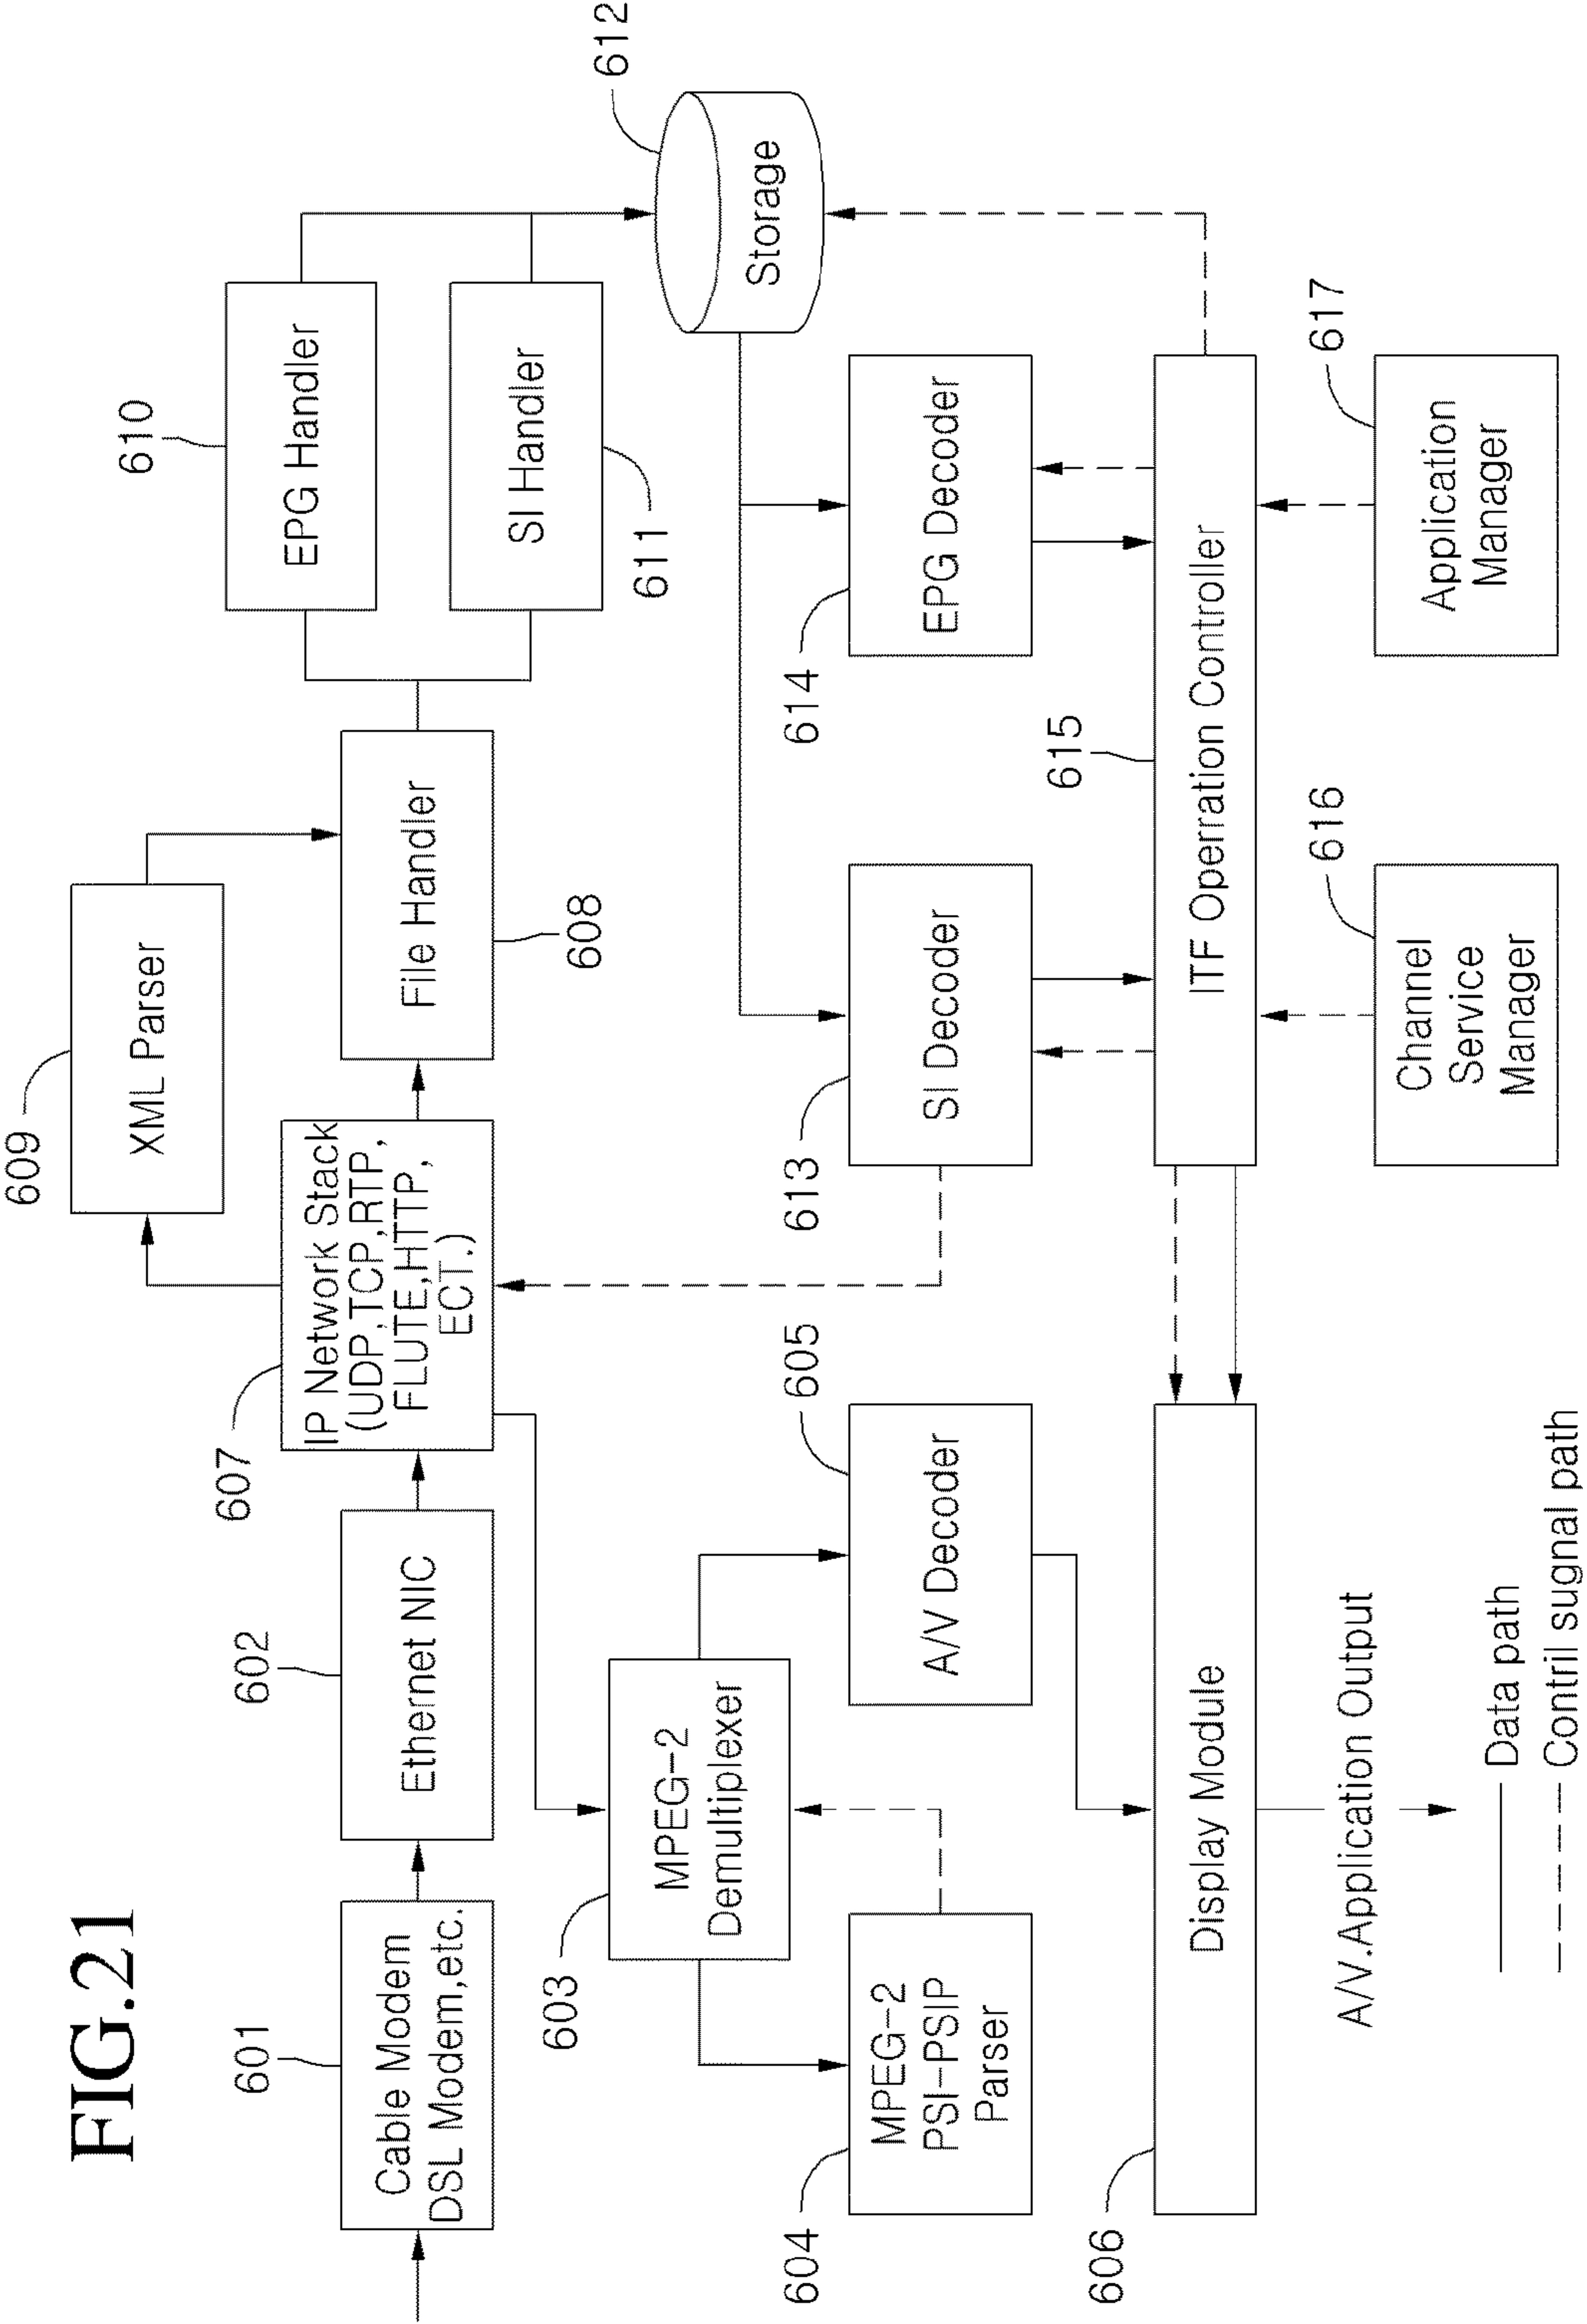 FIG.21
601
Cable Modem
DSL Modem,etc.
602
Ethernet NIC
607
IP Network Stack
(UDP,TCP,RTP,
FLUTE,HTTP,
ECT.)
609
XML Parser
File Handler
608
610
EPG Handler
SI Handler
611
612
Storage
603
MPEG-2
Demultiplexer
604
MPEG-2
PSI-PSIP
Parser
605
A/V Decoder
613
SI Decoder
614
EPG Decoder
606
Display Module
615
ITF Operration Controller
616
Channel
Service
Manager
617
Application
Manager
A/V.Application Output
Data path
Contril sugnal path